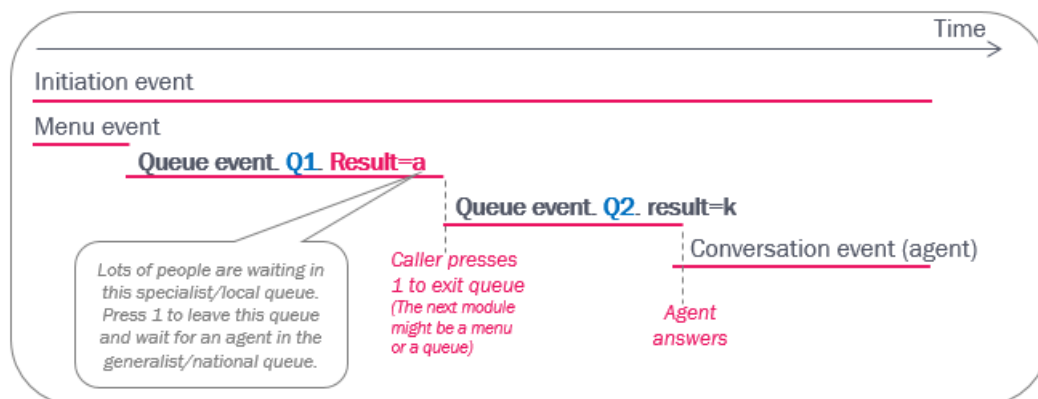 Time
Initiation event
Menu event
Queue event. Q1. Result=a
Queue event. Q2. result=k
Conversation event (agent)
Lots of people are waiting in
this specialist/local queue.
Press 1 to leave this queue
and wait for an agent in the
generalist/national queue.
Caller presses
1 to exit queue
(The next module
might be a menu
or a queue)
Agent
answers